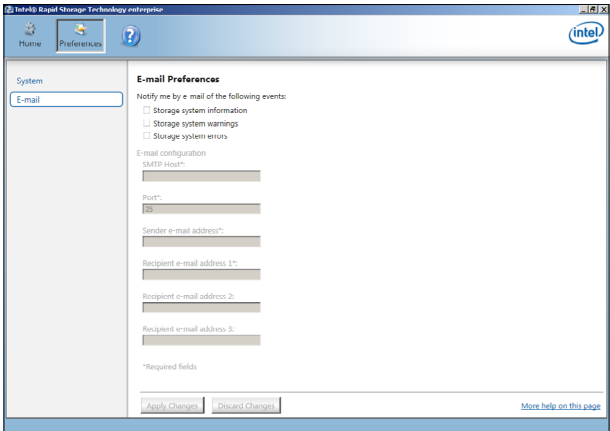 Intel® Rapid Storage Technology enterprise
Home
Preferences
?
intel
System
E-mail
E-mail Preferences
Notify me by e-mail of the following events:
Storage system information
Storage system warnings
Storage system errors
E-mail configuration
SMTP Host*:
Port*:
25
Sender e-mail address*:
Recipient e-mail address 1*:
Recipient e-mail address 2:
Recipient e-mail address 3:
*Required fields
Apply Changes
Discard Changes
More help on this page